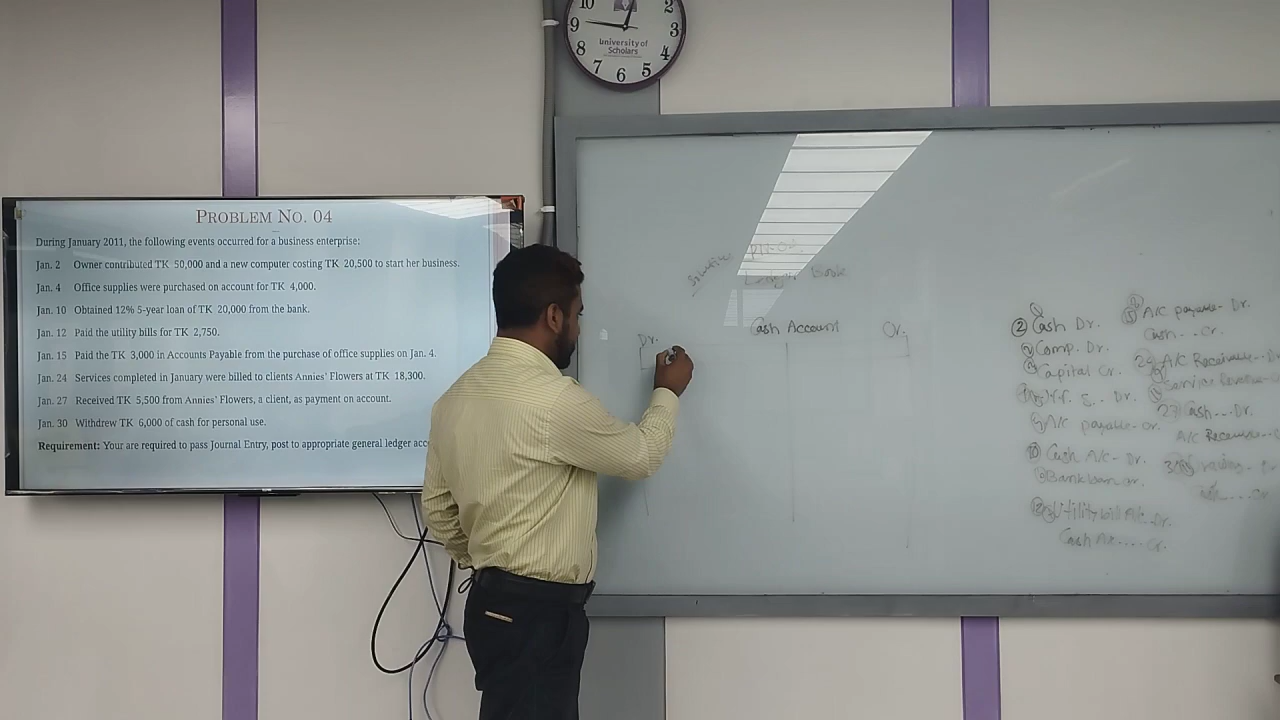 10
2
9
3
8
4
7
6
5
University of
Scholars
PROBLEM NO. 04
During January 2011, the following events occurred for a business enterprise:
Jan. 2 Owner contributed TK 50,000 and a new computer costing TK 20,500 to start her business.
Jan. 4 Office supplies were purchased on account for TK 4,000.
Jan. 10 Obtained 12% 5-year loan of TK 20,000 from the bank.
Jan. 12 Paid the utility bills for TK 2,750.
Jan. 15 Paid the TK 3,000 in Accounts Payable from the purchase of office supplies on Jan. 4.
Jan. 24 Services completed in January were billed to clients Annies' Flowers at TK 18,300.
Jan. 27 Received TK 5,500 from Annies' Flowers, a client, as payment on account.
Jan. 30 Withdrew TK 6,000 of cash for personal use.
Requirement: Your are required to pass Journal Entry, post to appropriate general ledger
Dr. Cash Account Cr.
Cash Dr.
Comp. Dr.
Capital Cr.
A/c payable - Cr.
Cash A/c - Dr.
Bank loan Cr.
Utility bill A/c - Dr.
Cash A/c .... Cr.
A/c payable - Dr.
Cash ... Cr.
A/c Receivable - D
27 Cash ... Dr.
A/c Receivable